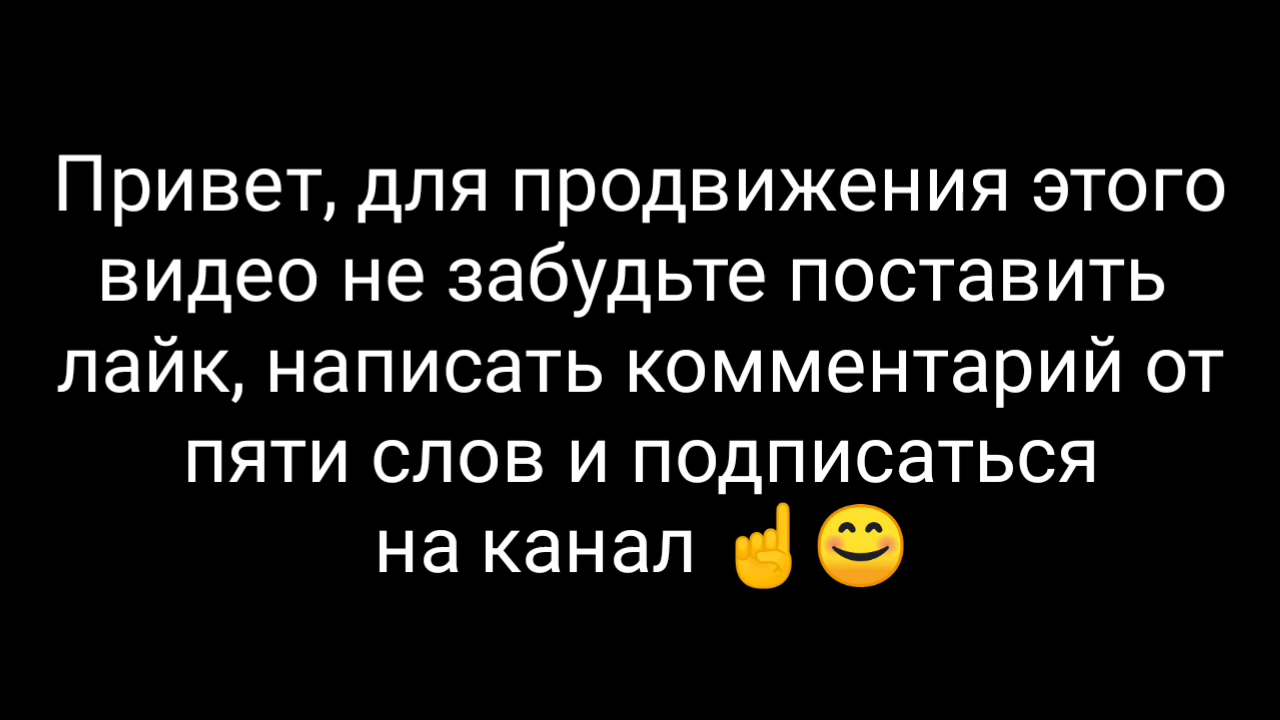 Привет, для продвижения этого
видео не забудьте поставить
лайк, написать комментарий от
пяти слов и подписаться
на канал ☝😊